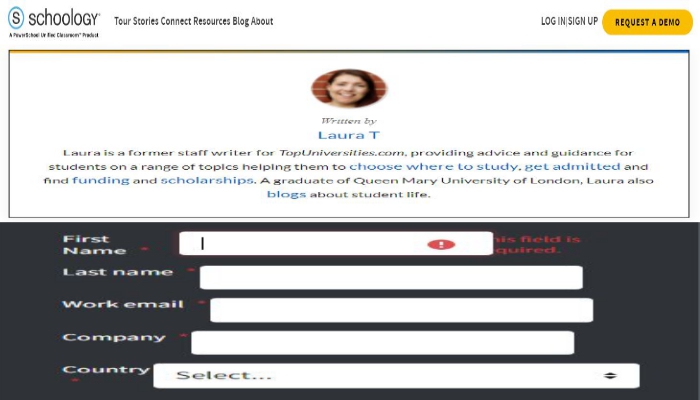 schoology®
A PowerSchool Unified Classroom® Product
Tour Stories Connect Resources Blog About
LOG IN|SIGN UP
REQUEST A DEMO
Written by
Laura T
Laura is a former staff writer for TopUniversities.com, providing advice and guidance for
students on a range of topics helping them to choose where to study, get admitted and
find funding and scholarships. A graduate of Queen Mary University of London, Laura also
blogs about student life.
First
Name *
field is
Last name *
Work email *
Company *
Country
*
Select...